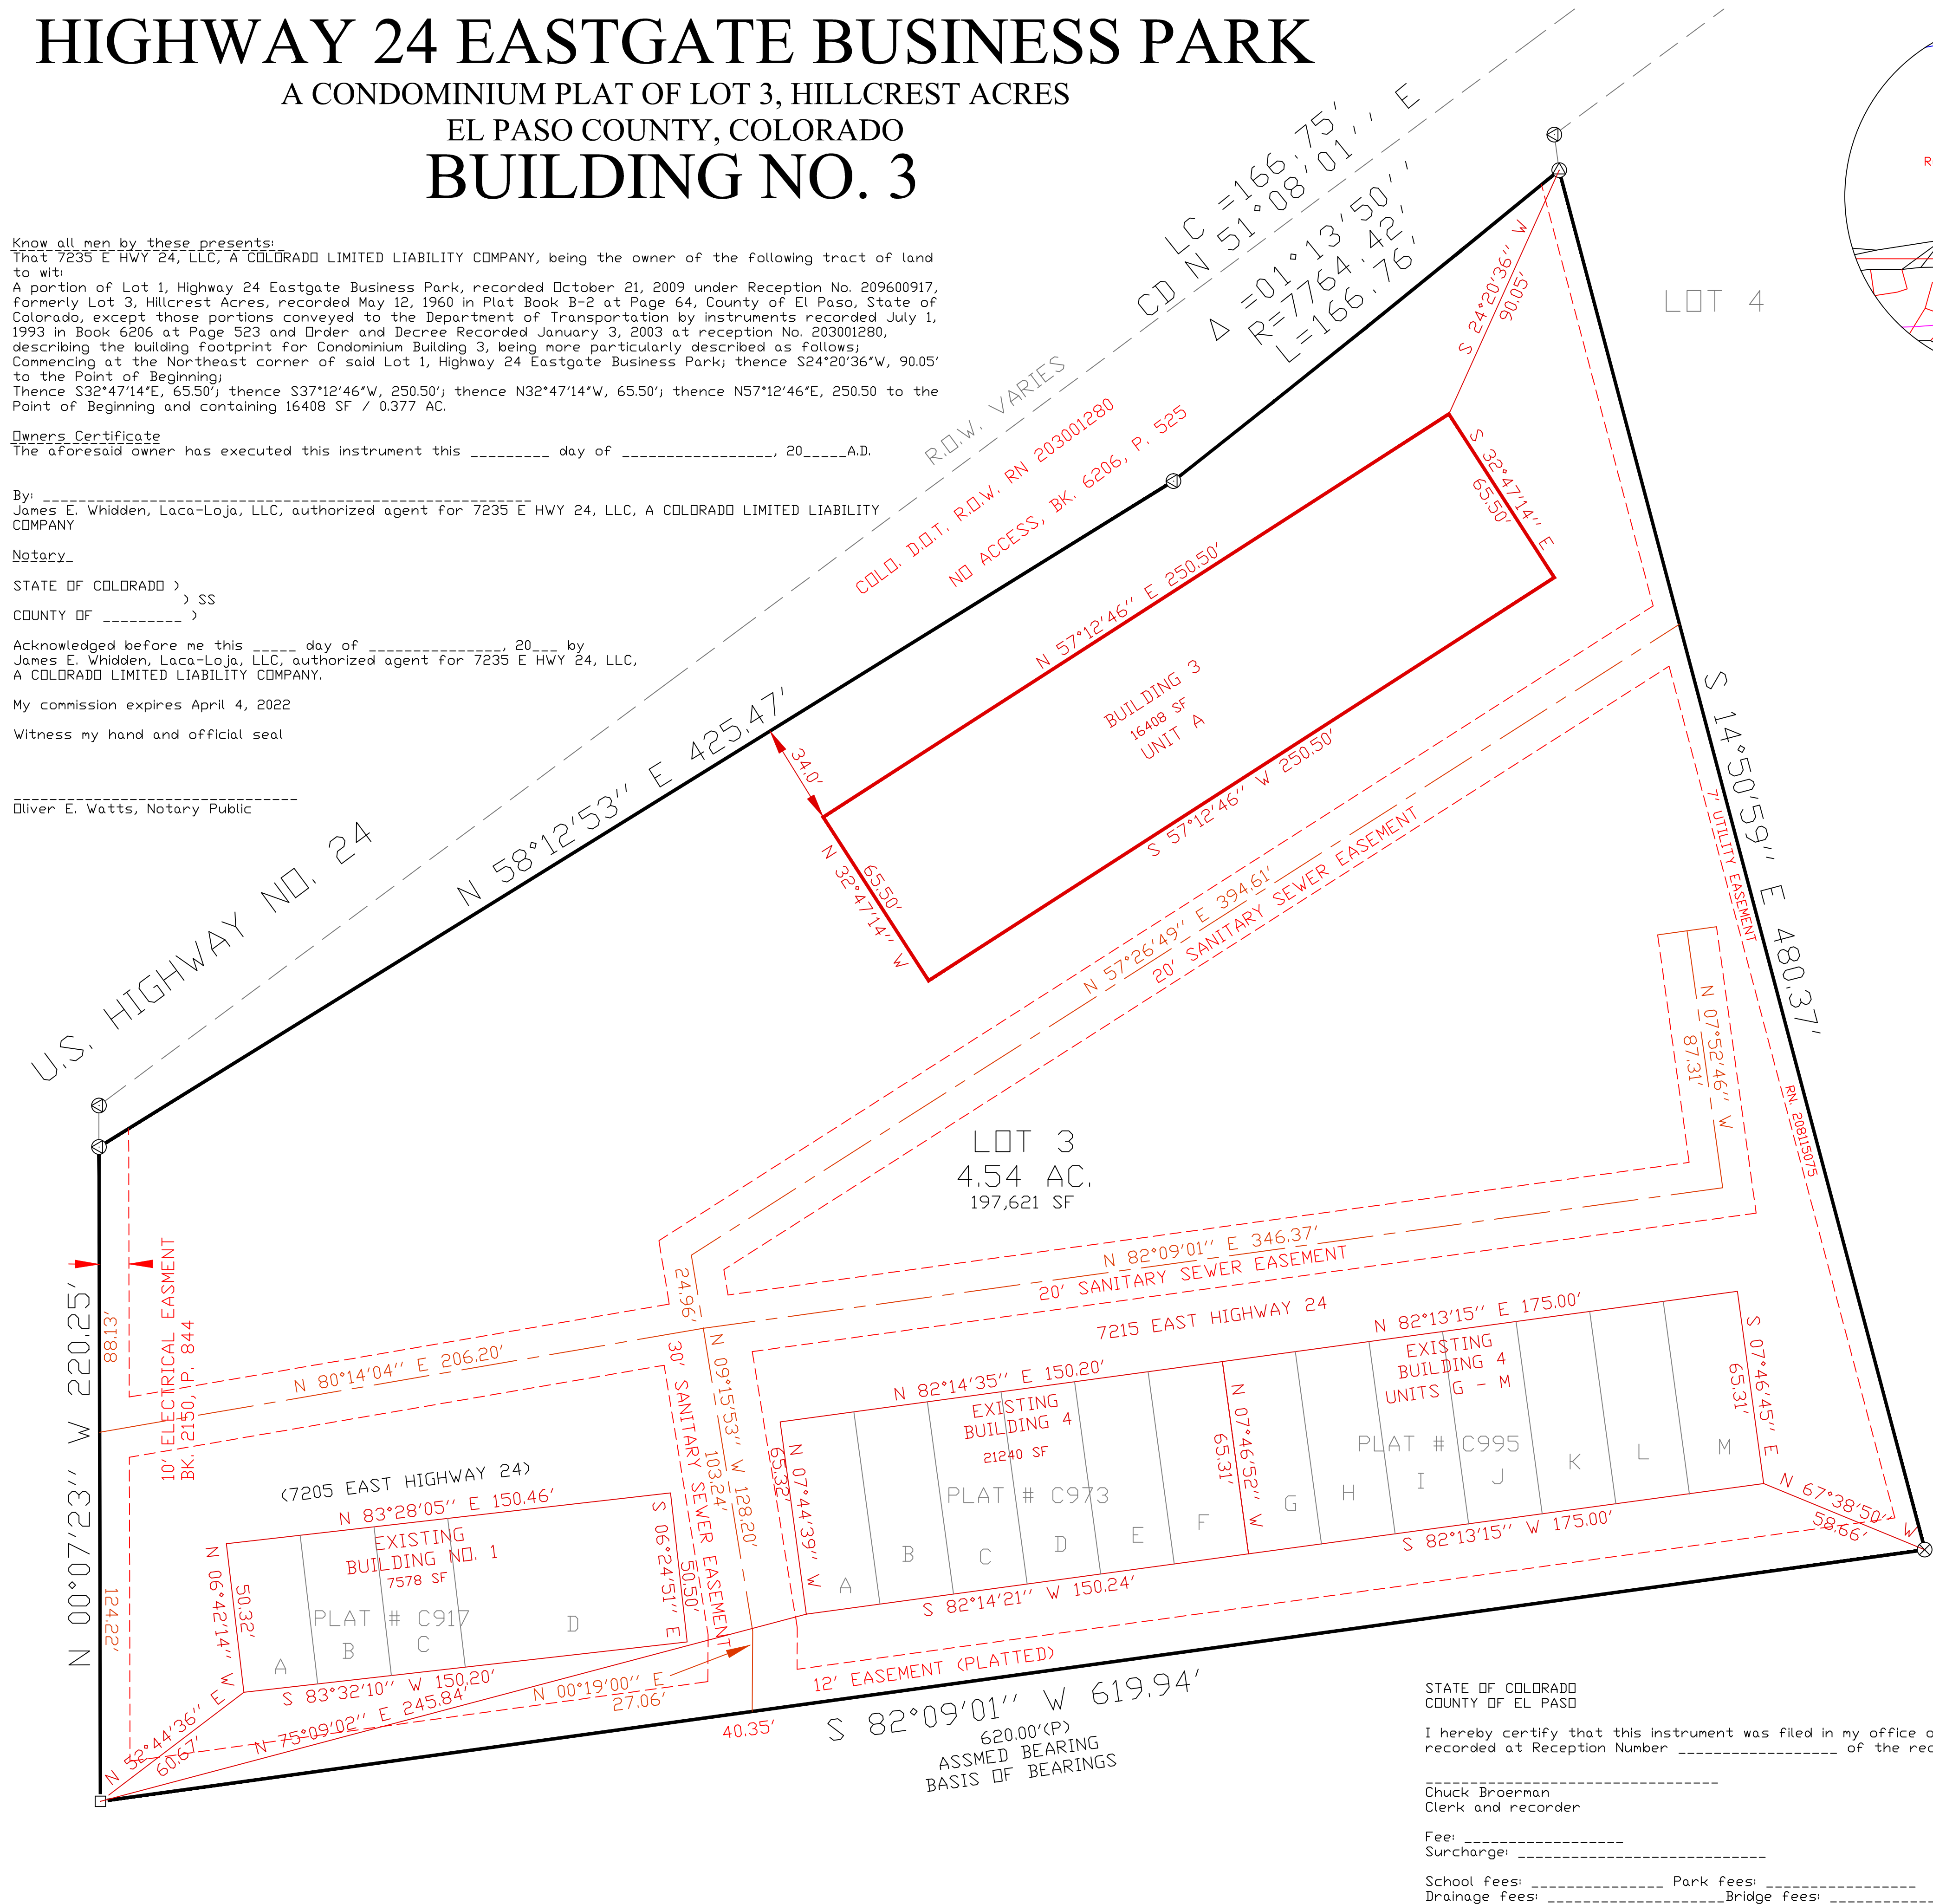 HIGHWAY 24 EASTGATE BUSINESS PARK
A CONDOMINIUM PLAT OF LOT 3, HILLCREST ACRES
EL PASO COUNTY, COLORADO
BUILDING NO. 3
Know all men by these presents:
That 7235 E HWY 24, LLC, A COLORADO LIMITED LIABILITY COMPANY, being the owner of the following tract of land
to wit:
A portion of Lot 1, Highway 24 Eastgate Business Park, recorded October 21, 2009 under Reception No. 209600917,
formerly Lot 3, Hillcrest Acres, recorded May 12, 1960 in Plat Book B-2 at Page 64, County of El Paso, State of
Colorado, except those portions conveyed to the Department of Transportation by instruments recorded July 1,
1993 in Book 6206 at Page 523 and Order and Decree Recorded January 3, 2003 at reception No. 203001280,
describing the building footprint for Condominium Building 3, being more particularly described as follows;
Commencing at the Northeast corner of said Lot 1, Highway 24 Eastgate Business Park; thence S24°20'36"W, 90.05'
to the Point of Beginning;
Thence S32°47'14"E, 65.50'; thence S37°12'46"W, 250.50'; thence N32°47'14"W, 65.50'; thence N57°12'46"E, 250.50 to the
Point of Beginning and containing 16408 SF / 0.377 AC.
Owners Certificate
The aforesaid owner has executed this instrument this _________ day of _________________, 20_____A.D.
By: _______________________________________________________
James E. Whidden, Laca-Loja, LLC, authorized agent for 7235 E HWY 24, LLC, A COLORADO LIMITED LIABILITY
COMPANY
Notary_
STATE OF COLORADO )
) SS
COUNTY OF _________ )
Acknowledged before me this _____ day of _______________, 20___ by
James E. Whidden, Laca-Loja, LLC, authorized agent for 7235 E HWY 24, LLC,
A COLORADO LIMITED LIABILITY COMPANY.
My commission expires April 4, 2022
Witness my hand and official seal
________________________________
Oliver E. Watts, Notary Public
LC =166.75'
CD N 51°08'01'' E
Δ =01°13'50''
R=7764.42'
L=166.76'
R
LOT 4
S 24°20'36'' W
90.05'
R.O.W. VARIES
COLO. D.O.T. R.O.W. RN 203001280
NO ACCESS, BK. 6206, P. 525
S 32°47'14'' E
65.50'
N 57°12'46'' E 250.50'
BUILDING 3
16408 SF
UNIT A
S 57°12'46'' W 250.50'
34.0'
65.50'
N 32°47'14'' W
U.S. HIGHWAY NO. 24
N 58°12'53'' E 425.47'
S 14°50'59'' E 480.37'
7' UTILITY EASEMENT
RN. 208115075
N 57°26'49'' E 394.61'
20' SANITARY SEWER EASEMENT
N 07°52'46'' W
87.31'
LOT 3
4.54 AC.
197,621 SF
N 82°09'01'' E 346.37'
20' SANITARY SEWER EASEMENT
7215 EAST HIGHWAY 24
24.96'
N 00°07'23'' W 220.25'
88.13'
124.22'
10' ELECTRICAL EASMENT
BK. 2150, P. 844
N 80°14'04'' E 206.20'
30' SANITARY SEWER EASEMENT
N 09°15'53'' W 128.20'
103.24'
(7205 EAST HIGHWAY 24)
N 83°28'05'' E 150.46'
EXISTING
BUILDING NO. 1
7578 SF
PLAT # C917
A
B
C
D
N 06°42'14'' W
50.32'
S 06°24'51'' E
50.50'
S 83°32'10'' W 150.20'
N 52°44'36'' E
60.67'
N 75°09'02'' E 245.84'
N 00°19'00'' E
27.06'
40.35'
N 82°14'35'' E 150.20'
EXISTING
BUILDING 4
21240 SF
PLAT # C973
A
B
C
D
E
F
N 07°44'39'' W
65.32'
S 82°14'21'' W 150.24'
N 07°46'52'' W
65.31'
N 82°13'15'' E 175.00'
EXISTING
BUILDING 4
UNITS G - M
PLAT # C995
G
H
I
J
K
L
M
S 07°46'45'' E
65.31'
S 82°13'15'' W 175.00'
N 67°38'50'' W
58.66'
12' EASEMENT (PLATTED)
S 82°09'01'' W 619.94'
620.00'(P)
ASSMED BEARING
BASIS OF BEARINGS
STATE OF COLORADO
COUNTY OF EL PASO
I hereby certify that this instrument was filed in my office
recorded at Reception Number __________________ of the
_________________________________
Chuck Broerman
Clerk and recorder
Fee: __________________
Surcharge: ____________________________
School fees: _______________ Park fees: _________________
Drainage fees: ____________________Bridge fees: ____________